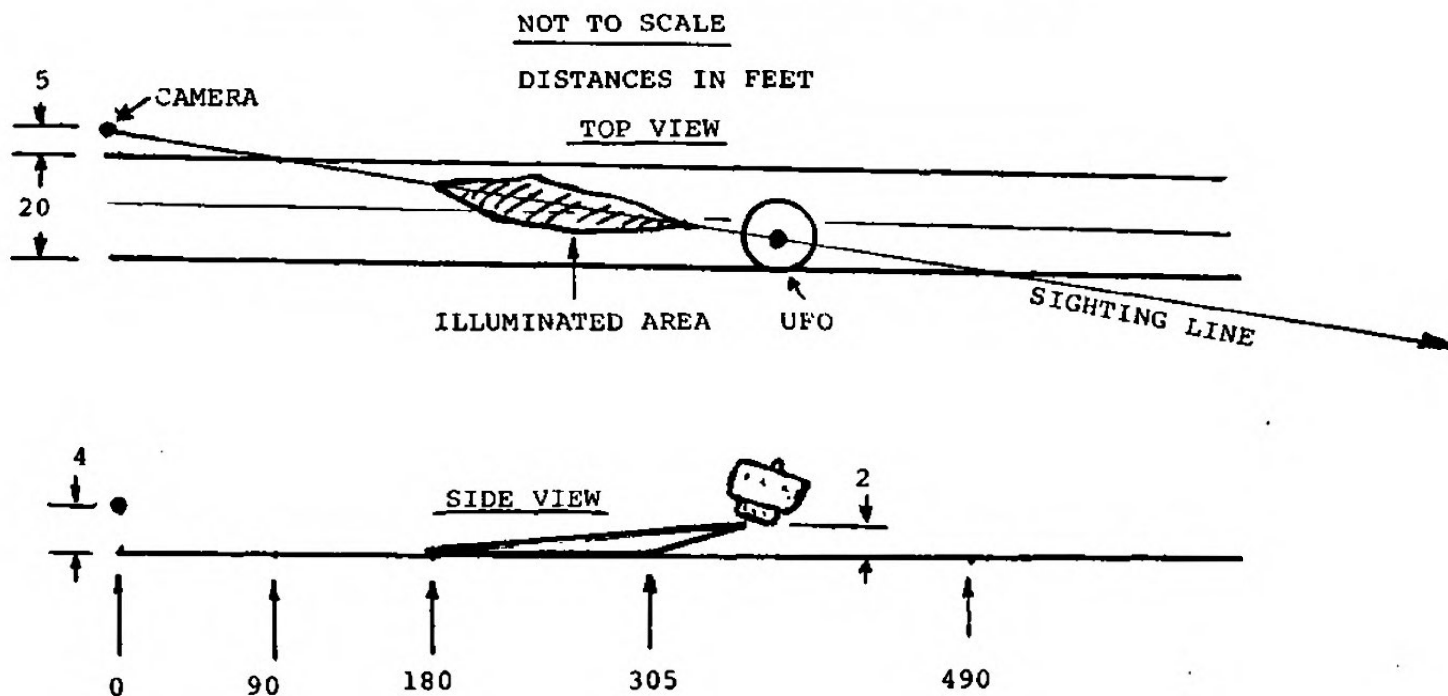 NOT TO SCALE
DISTANCES IN FEET
5
CAMERA
TOP VIEW
20
ILLUMINATED AREA
UFO
SIGHTING LINE
4
2
SIDE VIEW
0 90 180 305 490